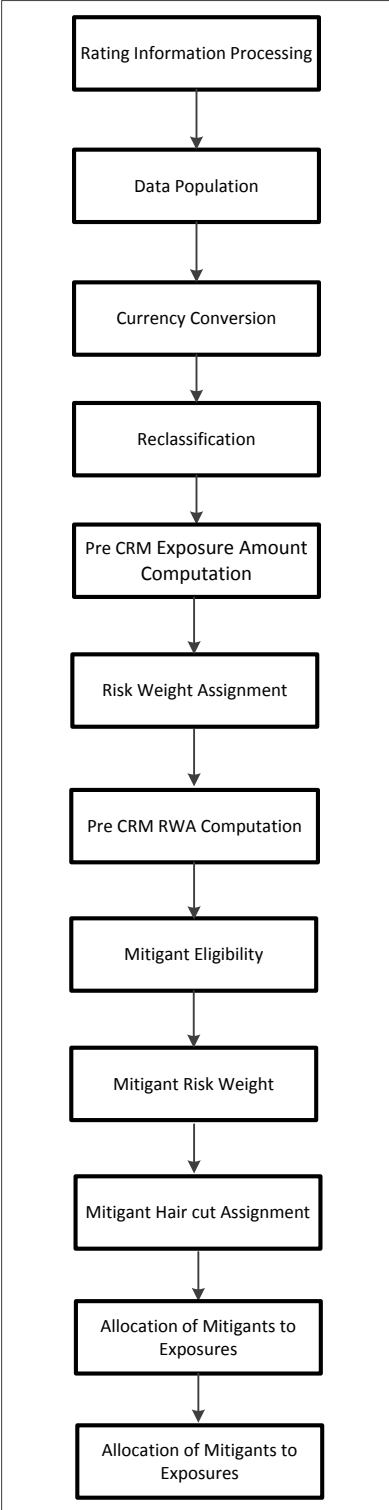 Rating Information Processing
Data Population
Currency Conversion
Reclassification
Pre CRM Exposure Amount
Computation
Risk Weight Assignment
Pre CRM RWA Computation
Mitigant Eligibility
Mitigant Risk Weight
Mitigant Hair cut Assignment
Allocation of Mitigants to
Exposures
Allocation of Mitigants to
Exposures